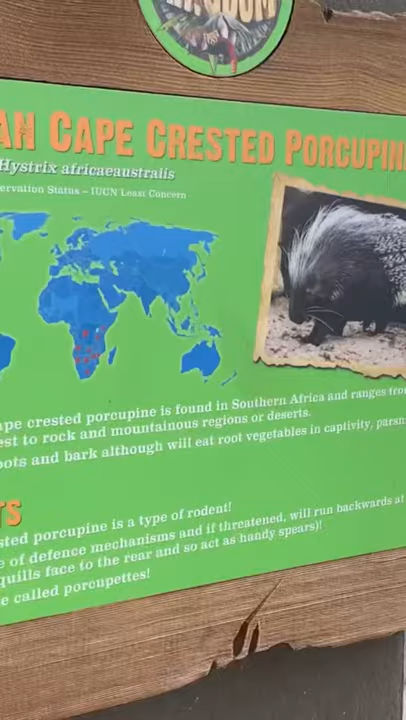 AN CAPE CRESTED PORCUPIN
Hystrix africaeaustralis
servation Status – IUCN Least Concern
ape crested porcupine is found in Southern Africa and ranges from
est to rock and mountainous regions or deserts.
oots and bark although will eat root vegetables in captivity, parsn
TS
sted porcupine is a type of rodent!
e of defence mechanisms and if threatened, will run backwards at
quills face to the rear and so act as handy spears)!
e called porcupettes!